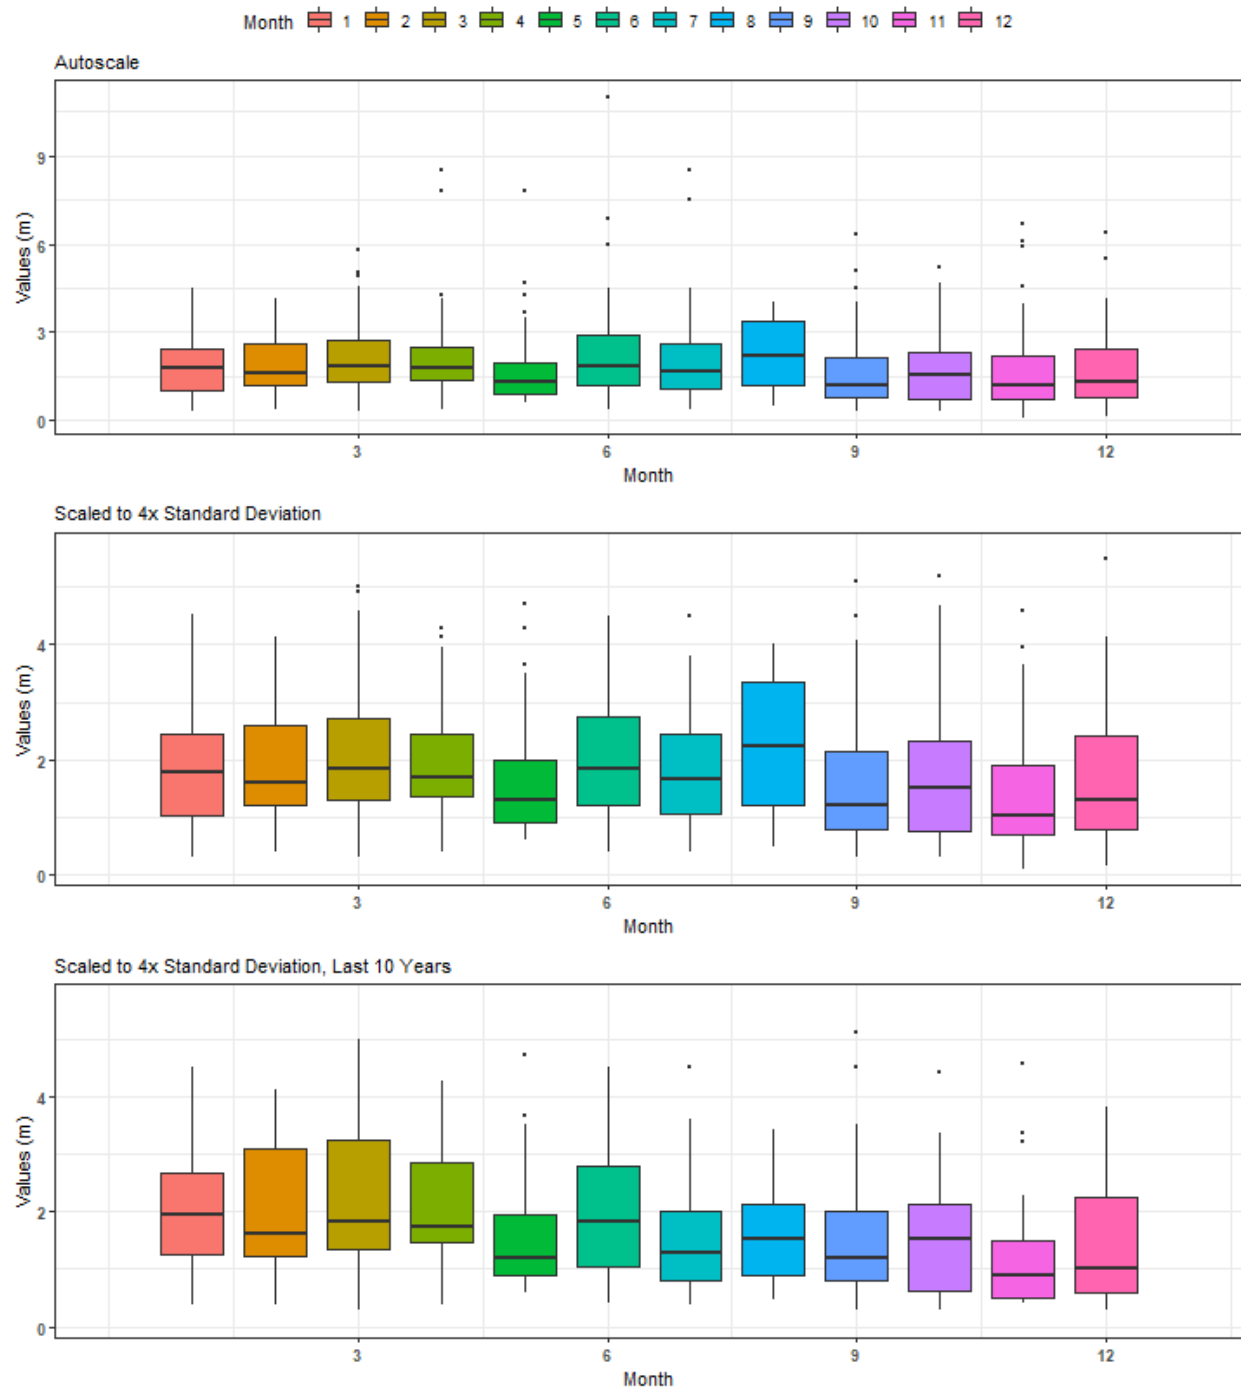 Month 1 2 3 4 5 6 7 8 9 10 11 12
Autoscale
Values (m)
9
6
3
0
3 6 9 12
Month
Scaled to 4x Standard Deviation
Values (m)
4
2
0
3 6 9 12
Month
Scaled to 4x Standard Deviation, Last 10 Years
Values (m)
4
2
0
3 6 9 12
Month